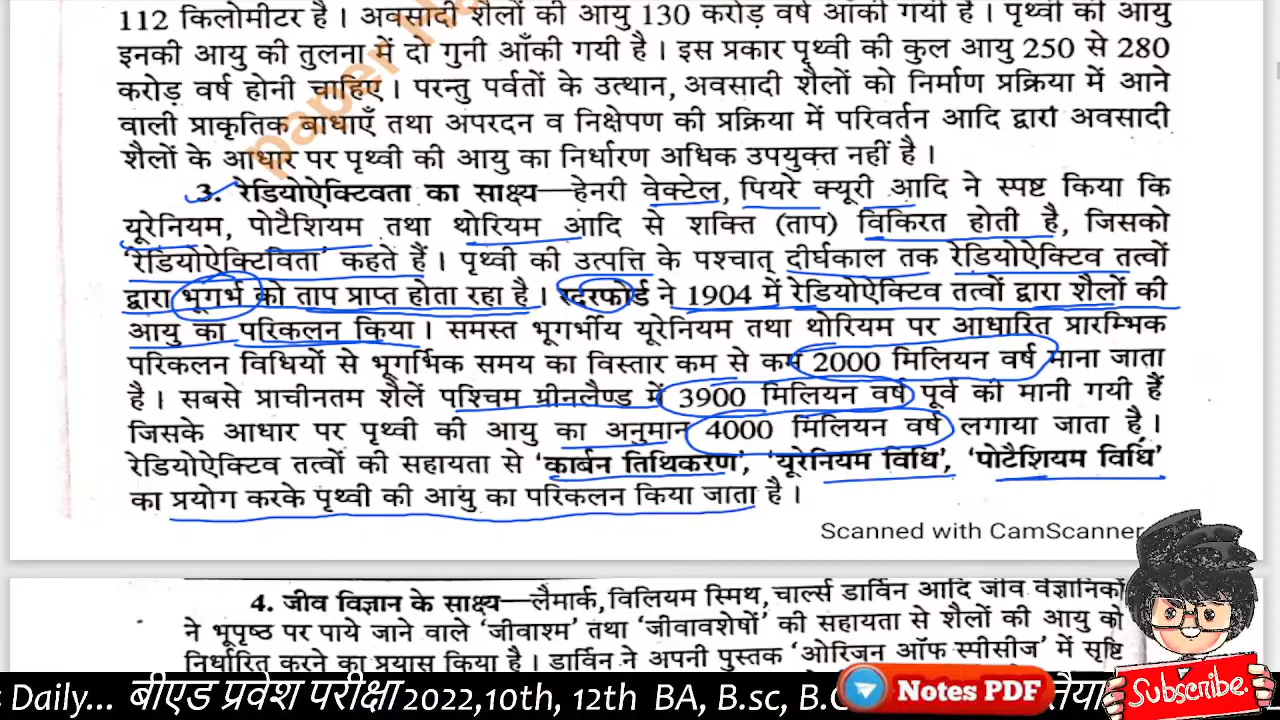 112 किलोमीटर है। अवसादी शैलों की आयु 130 करोड़ वर्ष आँकी गयी है। पृथ्वी की आयु
इनकी आयु की तुलना में दो गुनी आँकी गयी है। इस प्रकार पृथ्वी की कुल आयु 250 से 280
करोड़ वर्ष होनी चाहिए। परन्तु पर्वतों के उत्थान, अवसादी शैलों को निर्माण प्रक्रिया में आने
वाली प्राकृतिक बाधाएँ तथा अपरदन व निक्षेपण की प्रक्रिया में परिवर्तन आदि द्वारा अवसादी
शैलों के आधार पर पृथ्वी की आयु का निर्धारण अधिक उपयुक्त नहीं है।
3. रेडियोऐक्टिवता का साक्ष्य—हेनरी वेक्टेल, पियरे क्यूरी आदि ने स्पष्ट किया कि
यूरेनियम, पोटैशियम तथा थोरियम आदि से शक्ति (ताप) विकिरत होती है, जिसको
'रेडियोऐक्टिविता' कहते हैं। पृथ्वी की उत्पत्ति के पश्चात् दीर्घकाल तक रेडियोऐक्टिव तत्वों
द्वारा भूगर्भ को ताप प्राप्त होता रहा है। रदरफोर्ड ने 1904 में रेडियोऐक्टिव तत्वों द्वारा शैलों की
आयु का परिकलन किया। समस्त भूगर्भीय यूरेनियम तथा थोरियम पर आधारित प्रारम्भिक
परिकलन विधियों से भूगर्भिक समय का विस्तार कम से कम 2000 मिलियन वर्ष माना जाता
है। सबसे प्राचीनतम शैलें पश्चिम ग्रीनलैण्ड में 3900 मिलियन वर्ष पूर्व की मानी गयी हैं
जिसके आधार पर पृथ्वी की आयु का अनुमान 4000 मिलियन वर्ष लगाया जाता है।
रेडियोऐक्टिव तत्वों की सहायता से 'कार्बन तिथिकरण', 'यूरेनियम विधि', 'पोटैशियम विधि'
का प्रयोग करके पृथ्वी की आयु का परिकलन किया जाता है।
Scanned with CamScanner
4. जीव विज्ञान के साक्ष्य—लैमार्क, विलियम स्मिथ, चार्ल्स डार्विन आदि जीव वैज्ञानिकों
ने भूपृष्ठ पर पाये जाने वाले 'जीवाश्म' तथा 'जीवावशेषों' की सहायता से शैलों की आयु को
निर्धारित करने का प्रयास किया है। डार्विन ने अपनी पुस्तक 'ओरिजन ऑफ स्पीसीज' में सृष्टि
s Daily... बीएड प्रवेश परीक्षा 2022,10th, 12th BA, B.sc, B.C
Notes PDF
Subscribe.